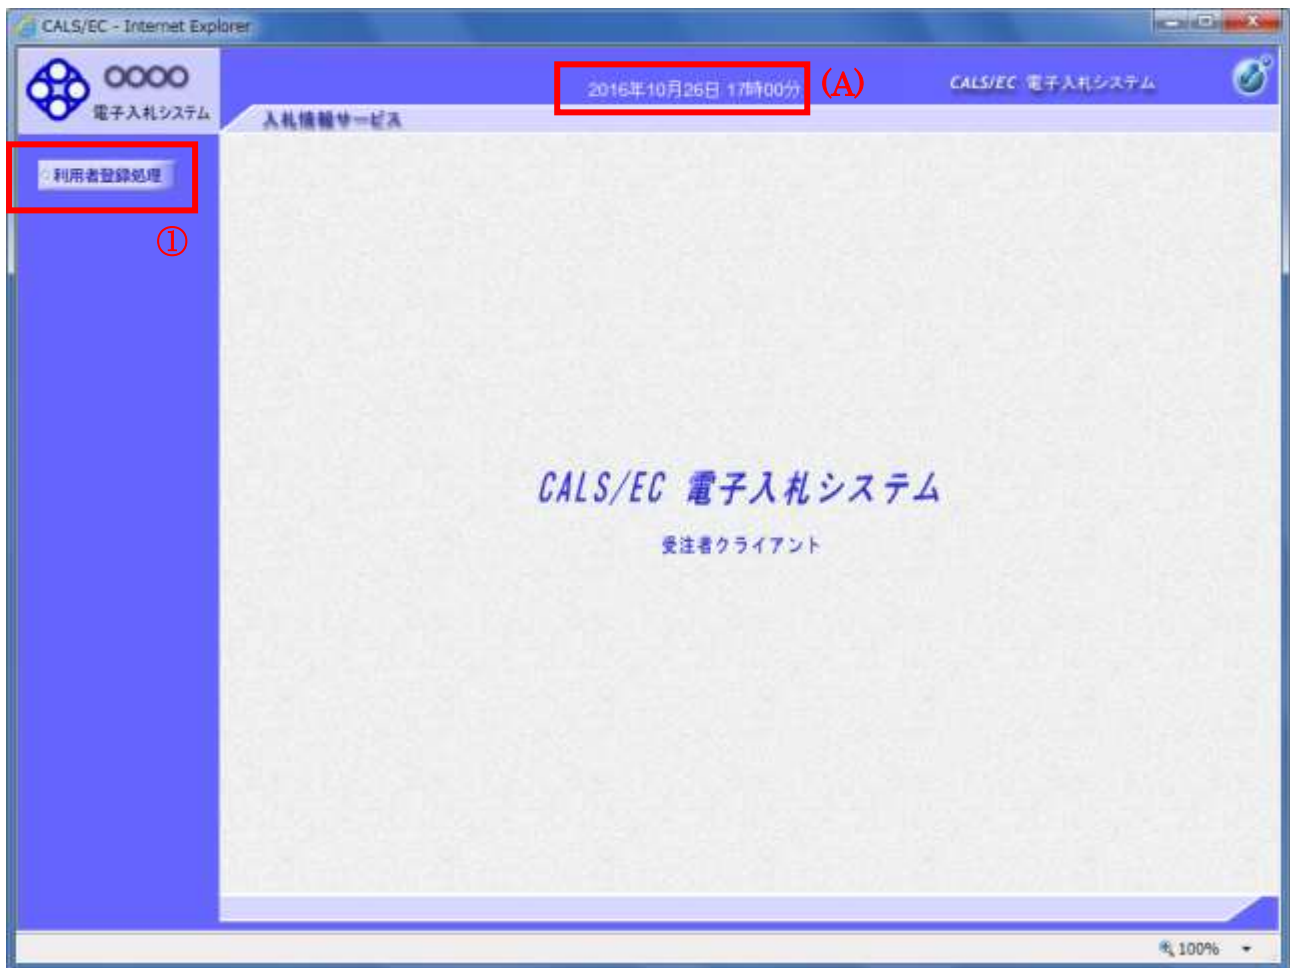 CALS/EC - Internet Explorer
○○○○
電子入札システム
2016年10月26日 17時00分
(A)
CALS/EC 電子入札システム
入札情報サービス
利用者登録処理
①
CALS/EC 電子入札システム
受注者クライアント
100%